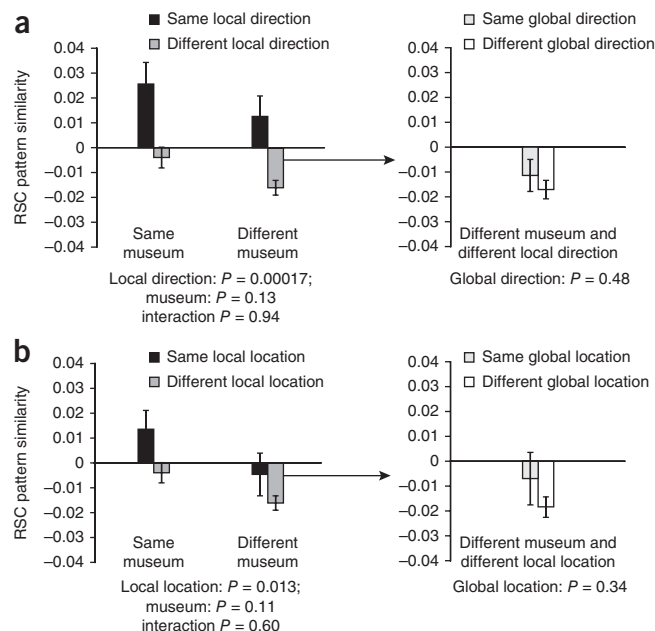 a
Same local direction
Different local direction
Same global direction
Different global direction
RSC pattern similarity
0.04
0.03
0.02
0.01
0
–0.01
–0.02
–0.03
–0.04
Same museum
Different museum
Local direction: P = 0.00017;
museum: P = 0.13
interaction P = 0.94
0.04
0.03
0.02
0.01
0
–0.01
–0.02
–0.03
–0.04
Different museum and
different local direction
Global direction: P = 0.48
b
Same local location
Different local location
Same global location
Different global location
RSC pattern similarity
0.04
0.03
0.02
0.01
0
–0.01
–0.02
–0.03
–0.04
Same museum
Different museum
Local location: P = 0.013;
museum: P = 0.11
interaction P = 0.60
0.04
0.03
0.02
0.01
0
–0.01
–0.02
–0.03
–0.04
Different museum and
different local location
Global location: P = 0.34